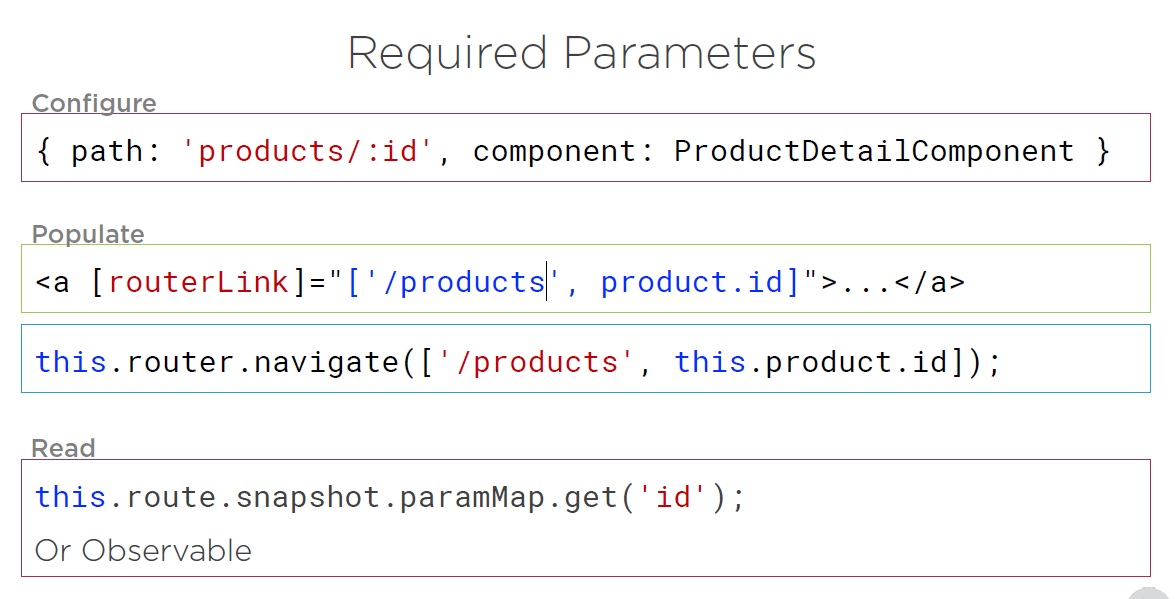 Required Parameters
Configure
{ path: 'products/:id', component: ProductDetailComponent }
Populate
<a [routerLink]="['/products', product.id]">...</a>
this.router.navigate(['/products', this.product.id]);
Read
this.route.snapshot.paramMap.get('id');
Or Observable